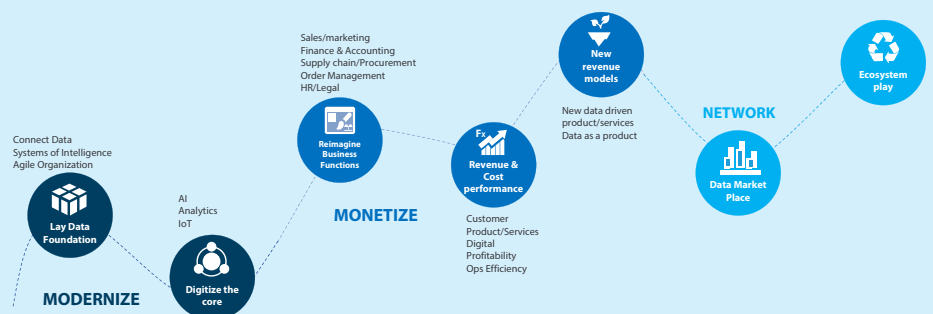 Connect Data
Systems of Intelligence
Agile Organization
Lay Data
Foundation
MODERNIZE
AI
Analytics
IoT
Digitize the
core
Sales/marketing
Finance & Accounting
Supply chain/Procurement
Order Management
HR/Legal
Reimagine
Business
Functions
MONETIZE
Fx
Revenue &
Cost
performance
Customer
Product/Services
Digital
Profitability
Ops Efficiency
New
revenue
models
New data driven
product/services
Data as a product
NETWORK
Data Market
Place
Ecosystem
play